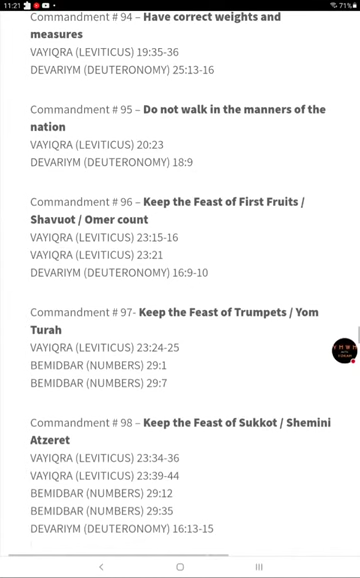 11:21
71%
Commandment # 94 – Have correct weights and
measures
VAYIQRA (LEVITICUS) 19:35-36
DEVARIYM (DEUTERONOMY) 25:13-16
Commandment # 95 – Do not walk in the manners of the
nation
VAYIQRA (LEVITICUS) 20:23
DEVARIYM (DEUTERONOMY) 18:9
Commandment # 96 – Keep the Feast of First Fruits /
Shavuot / Omer count
VAYIQRA (LEVITICUS) 23:15-16
VAYIQRA (LEVITICUS) 23:21
DEVARIYM (DEUTERONOMY) 16:9-10
Commandment # 97- Keep the Feast of Trumpets / Yom
Turah
VAYIQRA (LEVITICUS) 23:24-25
BEMIDBAR (NUMBERS) 29:1
BEMIDBAR (NUMBERS) 29:7
Commandment # 98 – Keep the Feast of Sukkot / Shemini
Atzeret
VAYIQRA (LEVITICUS) 23:34-36
VAYIQRA (LEVITICUS) 23:39-44
BEMIDBAR (NUMBERS) 29:12
BEMIDBAR (NUMBERS) 29:35
DEVARIYM (DEUTERONOMY) 16:13-15